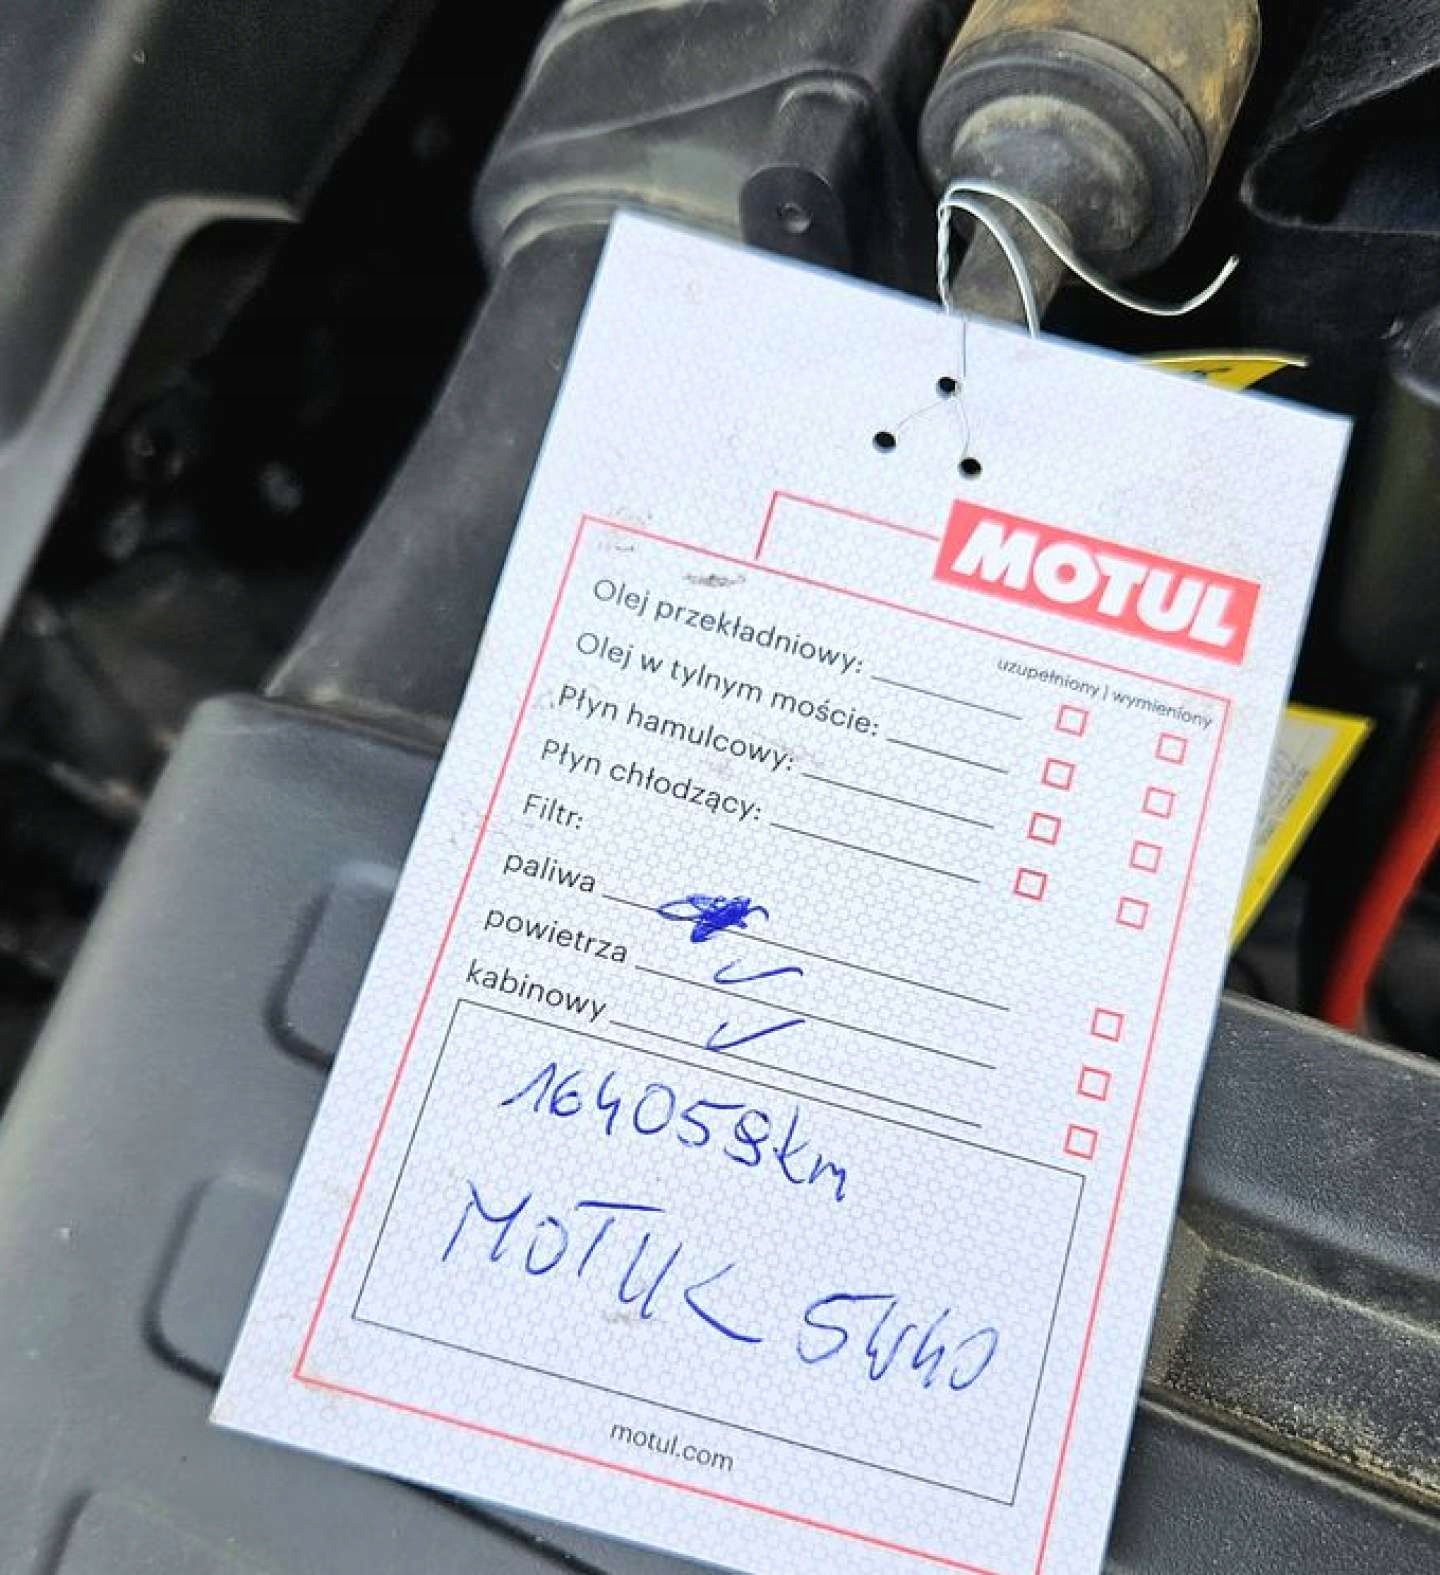 MOTUL
uzupełniony | wymieniony
Olej przekładniowy:
Olej w tylnym moście:
Płyn hamulcowy:
Płyn chłodzący:
Filtr:
paliwa
powietrza
kabinowy
164058km
MOTUL 5W40
motul.com